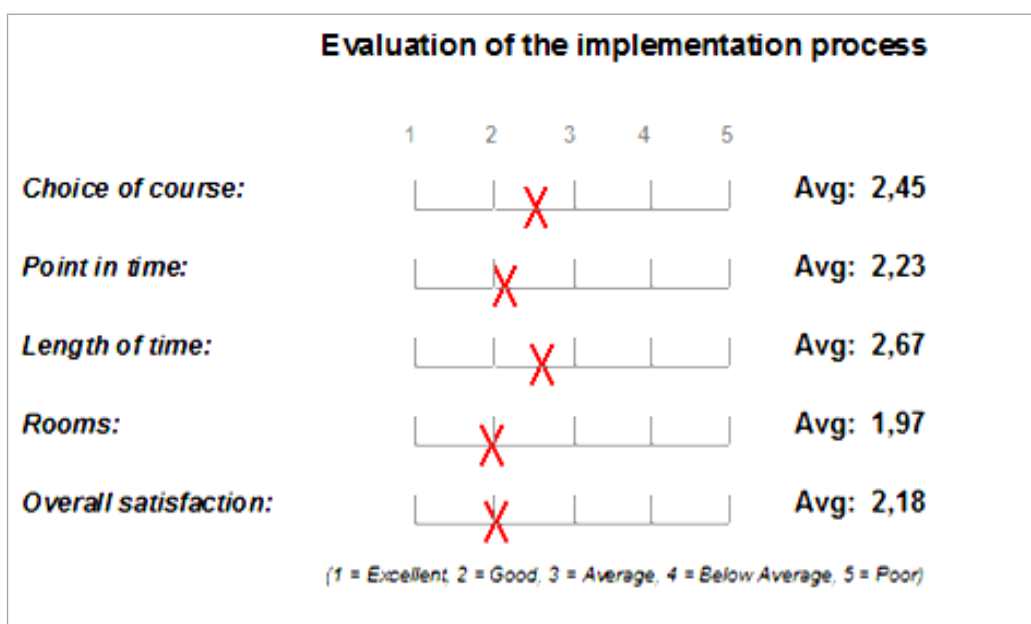 Evaluation of the implementation process
1 2 3 4 5
Choice of course: Avg: 2,45
Point in time: Avg: 2,23
Length of time: Avg: 2,67
Rooms: Avg: 1,97
Overall satisfaction: Avg: 2,18
(1 = Excellent, 2 = Good, 3 = Average, 4 = Below Average, 5 = Poor)